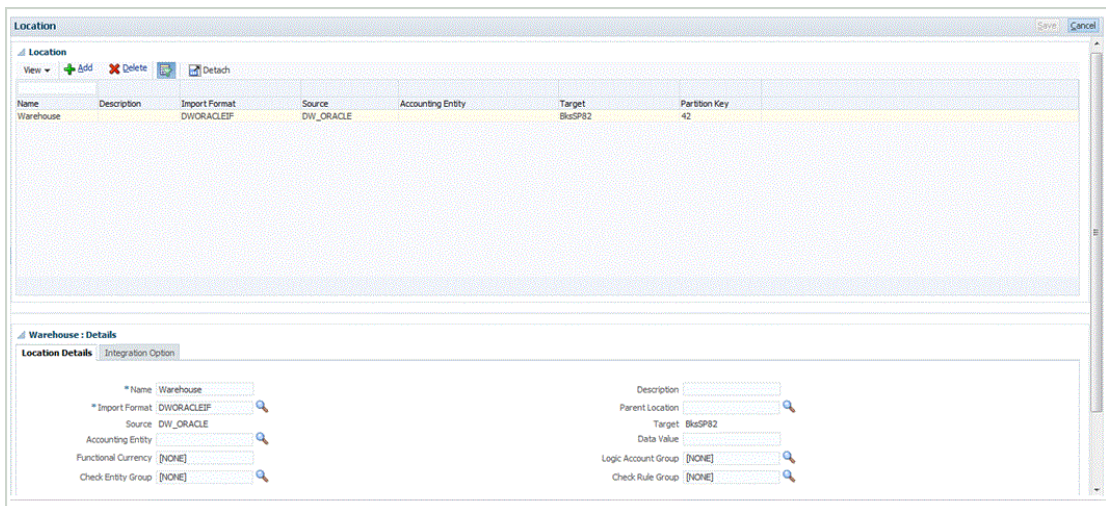 Location Save Cancel
Location
View Add Delete Detach
Name Description Import Format Source Accounting Entity Target Partition Key
Warehouse DWORACLEIF DW_ORACLE BksSP82 42
Warehouse : Details
Location Details Integration Option
* Name Warehouse Description
* Import Format DWORACLEIF Parent Location
Source DW_ORACLE Target BksSP82
Accounting Entity Data Value
Functional Currency [NONE] Logic Account Group [NONE]
Check Entity Group [NONE] Check Rule Group [NONE]